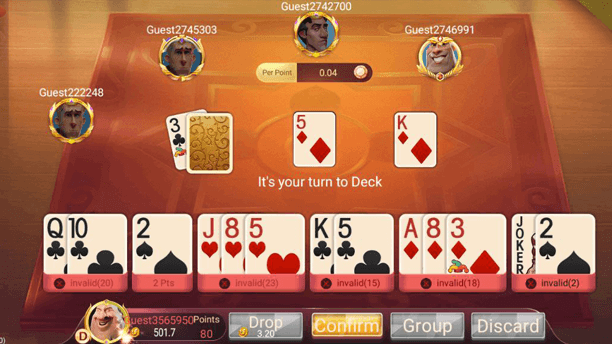 Guest2742700
Guest2745303
Guest2746991
Per Point 0.04
Guest222248
3
5
K
It's your turn to Deck
Q 10 2 J 8 5 K 5 A 8 3 JOKER 2
invalid(20) 2 Pts invalid(23) invalid(15) invalid(18) invalid(2)
Guest3565950 Points
D 501.7 80
Drop Confirm Group Discard
3.20